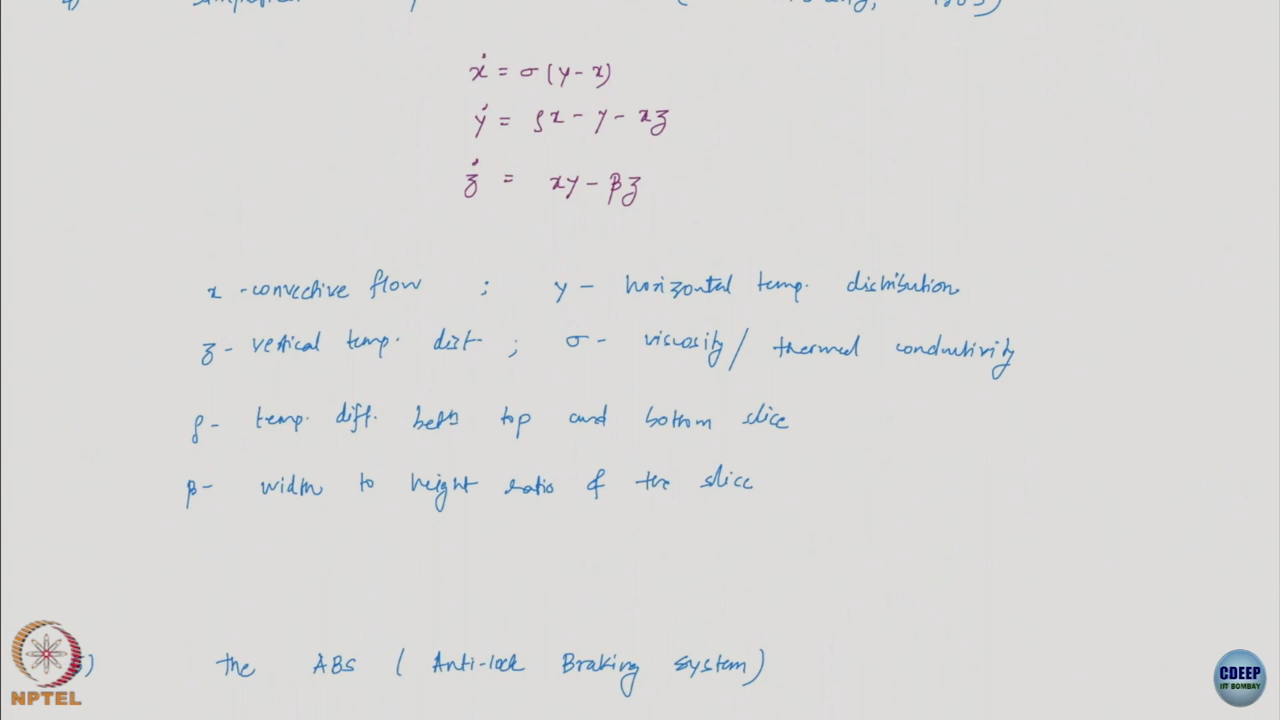 simplified
ẋ = σ(y-x)
ẏ = ρx - y - xz
ż = xy - βz
x - convective flow ; y - horizontal temp. distribution
z - vertical temp. dist ; σ - viscosity / thermal conductivity
ρ - temp. diff. betn top and bottom slice
β - width to height ratio of the slice
5) the ABS ( Anti-lock Braking system)
NPTEL
CDEEP
IIT BOMBAY